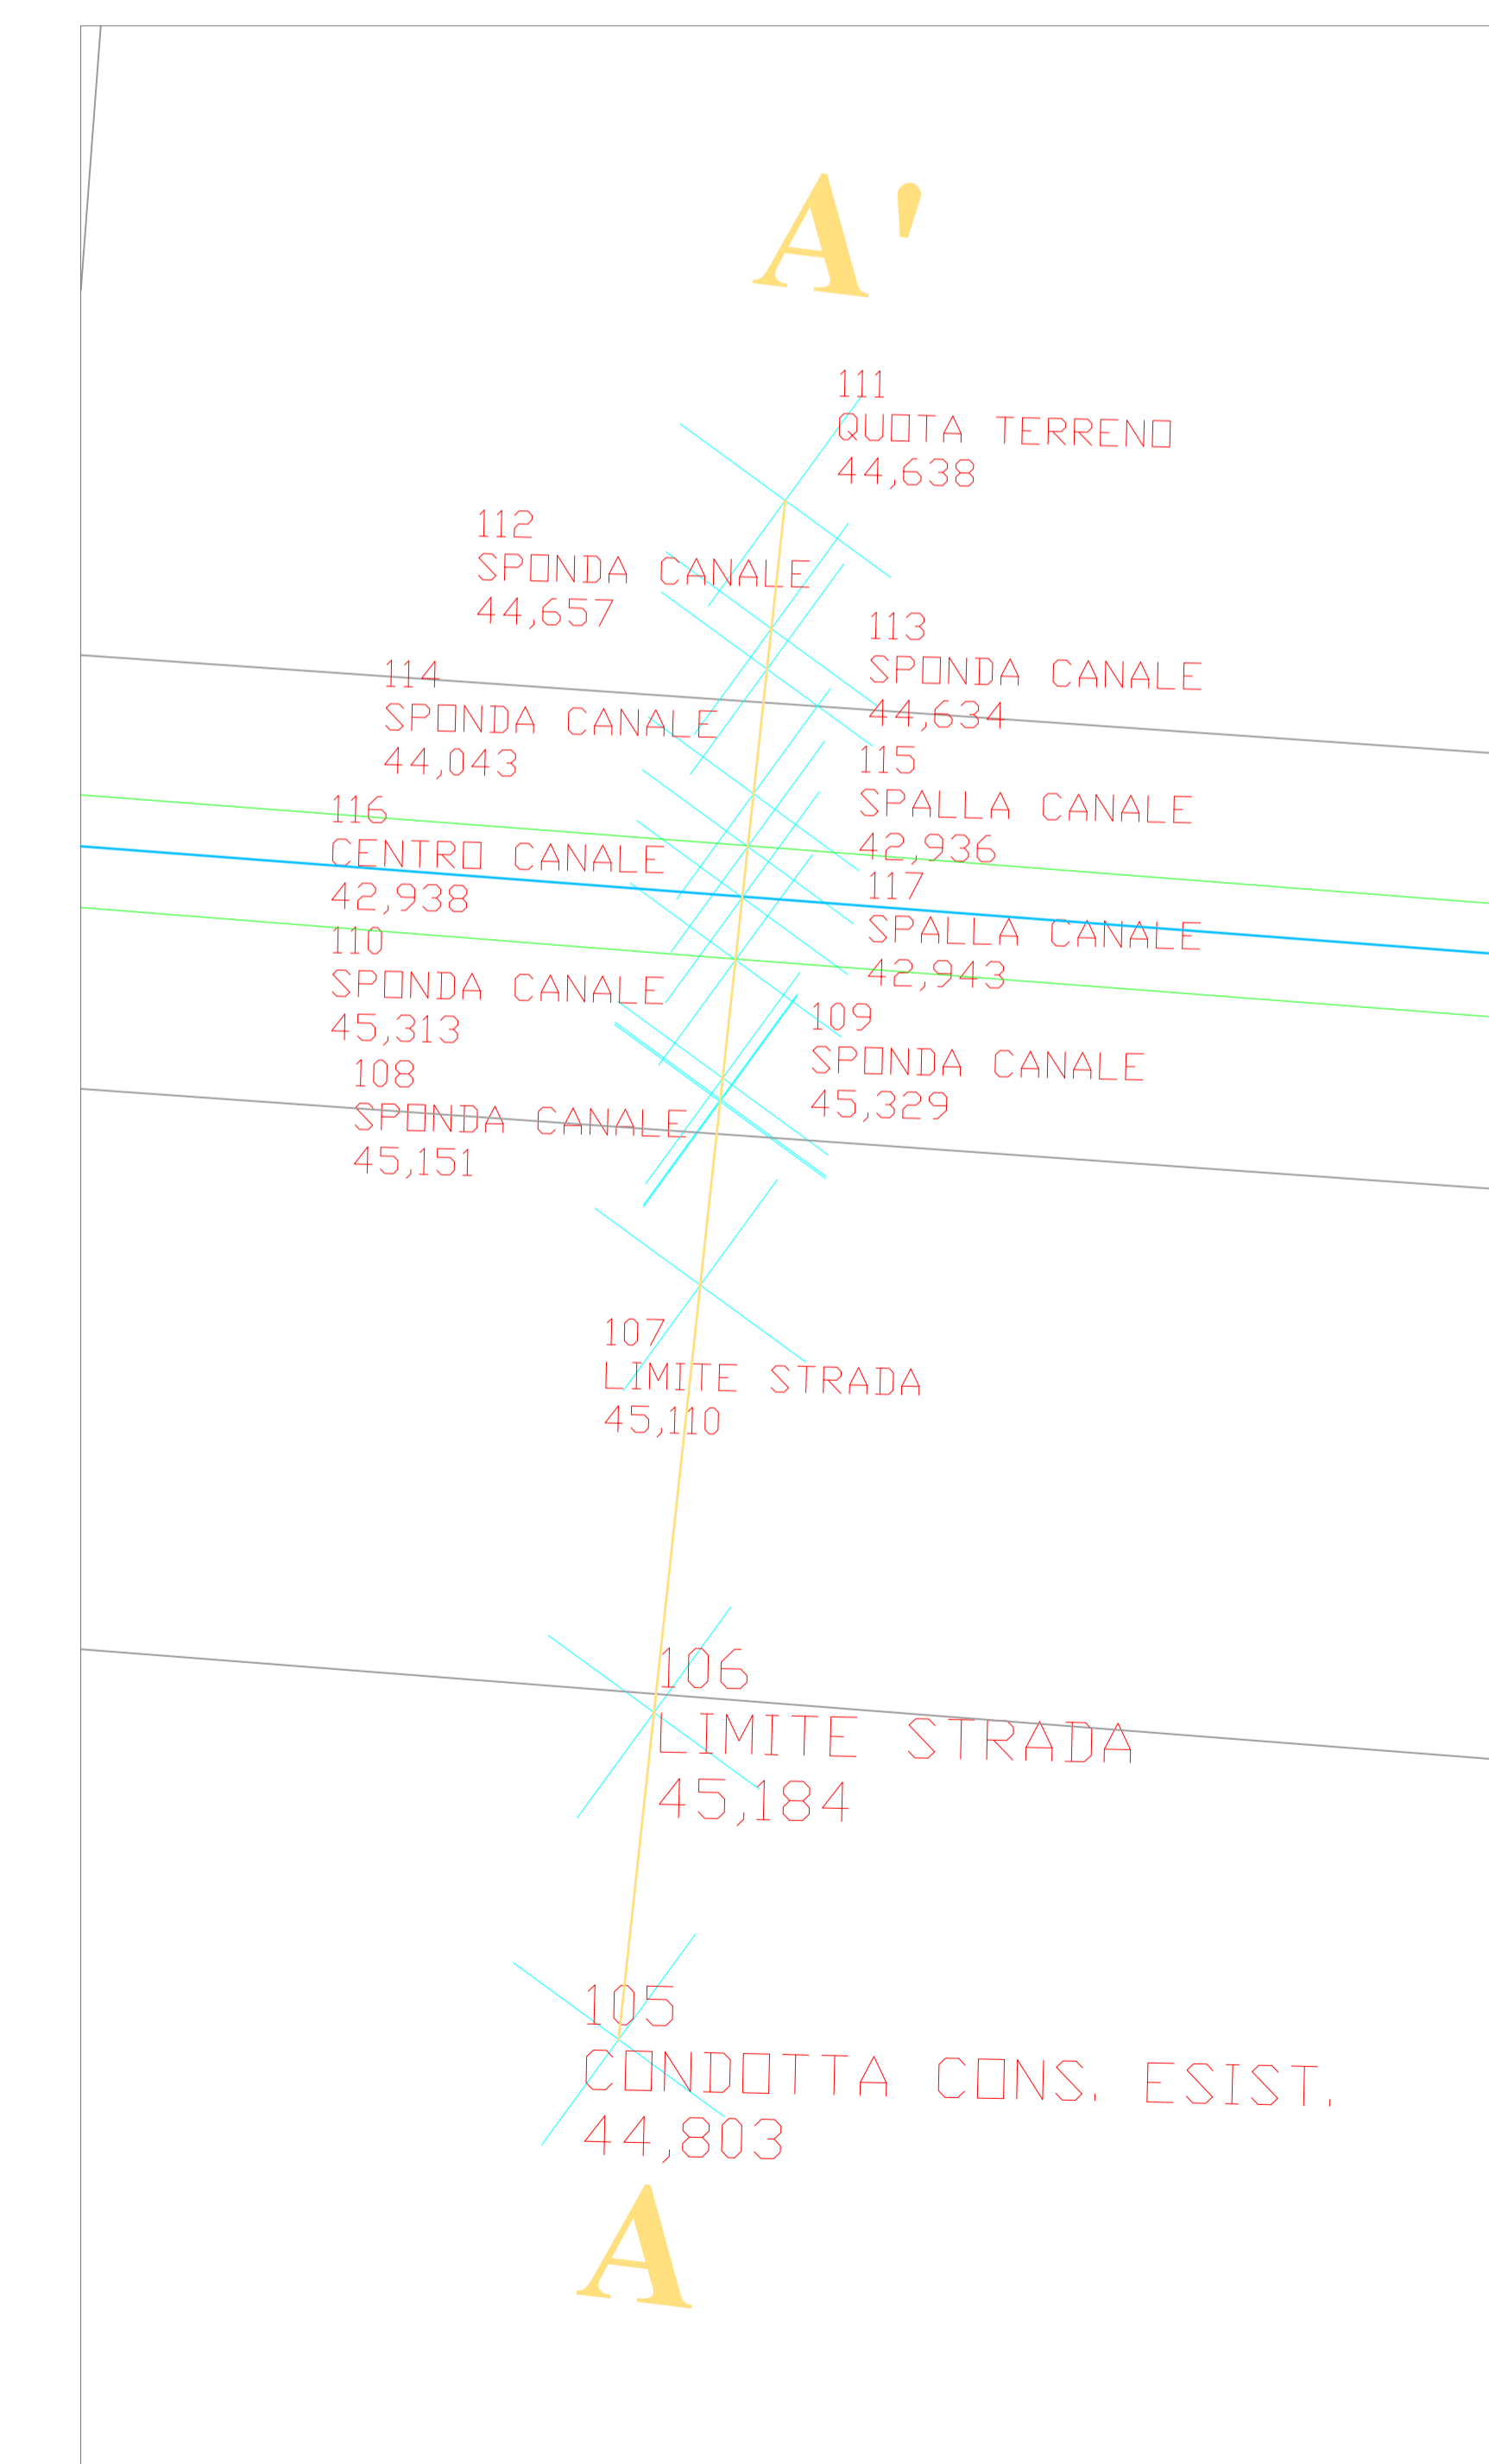 A'
111
QUOTA TERRENO
44,638
112
SPONDA CANALE
44,657
113
SPONDA CANALE
44,634
114
SPONDA CANALE
44,043
115
SPALLA CANALE
42,936
116
CENTRO CANALE
42,938
117
SPALLA CANALE
42,943
110
SPONDA CANALE
45,313
109
SPONDA CANALE
45,329
108
SPONDA CANALE
45,151
107
LIMITE STRADA
45,110
106
LIMITE STRADA
45,184
105
CONDOTTA CONS. ESIST.
44,803
A